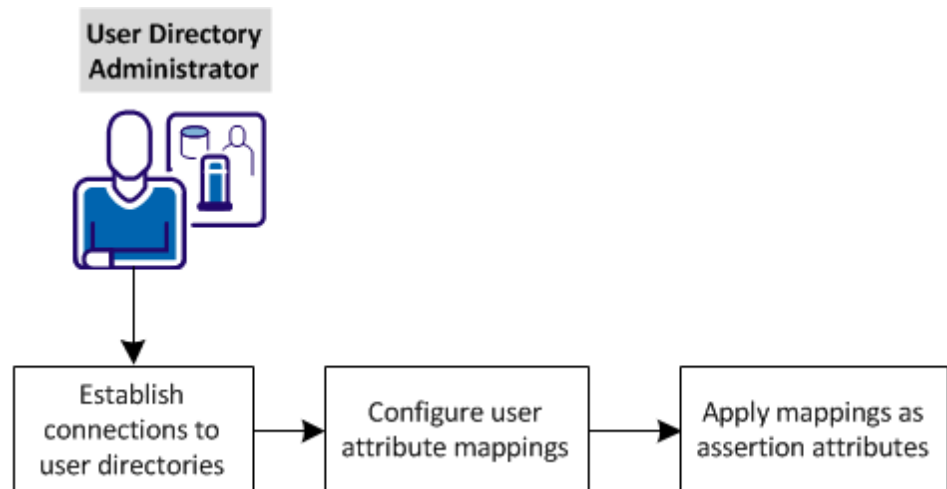 User Directory
Administrator
Establish
connections to
user directories
Configure user
attribute mappings
Apply mappings as
assertion attributes